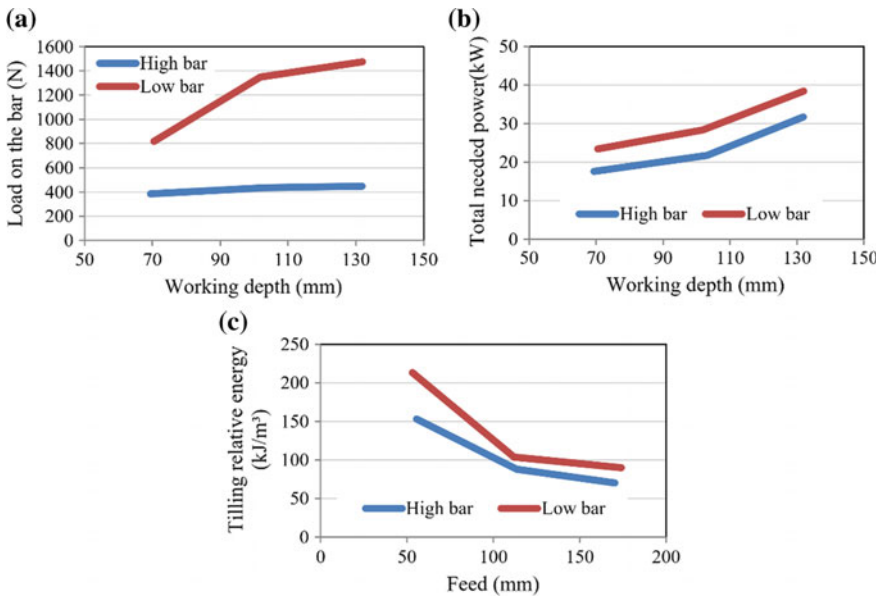 (a)
Load on the bar (N)
1600
1400
1200
1000
800
600
400
200
0
High bar
Low bar
50 70 90 110 130 150
Working depth (mm)
(b)
Total needed power(kW)
50
40
30
20
10
0
High bar Low bar
50 70 90 110 130 150
Working depth (mm)
(c)
Tilling relative energy
(kJ/m³)
250
200
150
100
50
0
High bar Low bar
0 50 100 150 200
Feed (mm)